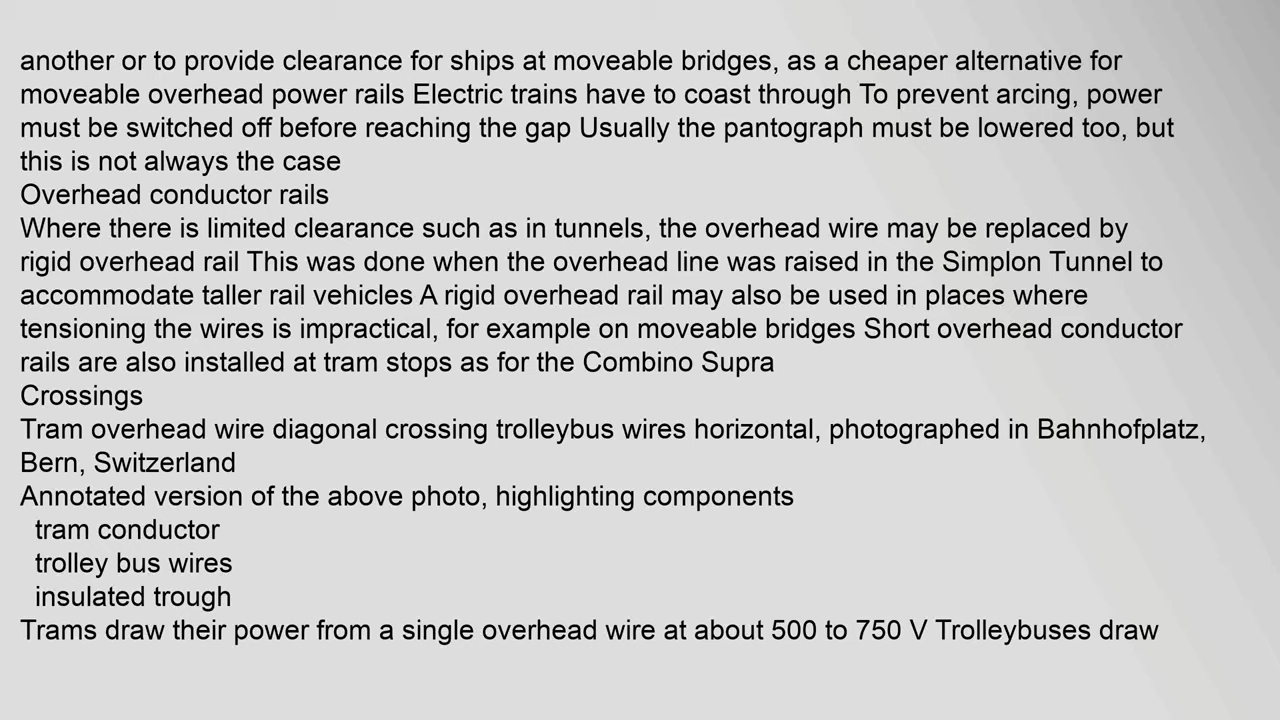 another or to provide clearance for ships at moveable bridges, as a cheaper alternative for
moveable overhead power rails Electric trains have to coast through To prevent arcing, power
must be switched off before reaching the gap Usually the pantograph must be lowered too, but
this is not always the case
Overhead conductor rails
Where there is limited clearance such as in tunnels, the overhead wire may be replaced by
rigid overhead rail This was done when the overhead line was raised in the Simplon Tunnel to
accommodate taller rail vehicles A rigid overhead rail may also be used in places where
tensioning the wires is impractical, for example on moveable bridges Short overhead conductor
rails are also installed at tram stops as for the Combino Supra
Crossings
Tram overhead wire diagonal crossing trolleybus wires horizontal, photographed in Bahnhofplatz,
Bern, Switzerland
Annotated version of the above photo, highlighting components
tram conductor
trolley bus wires
insulated trough
Trams draw their power from a single overhead wire at about 500 to 750 V Trolleybuses draw